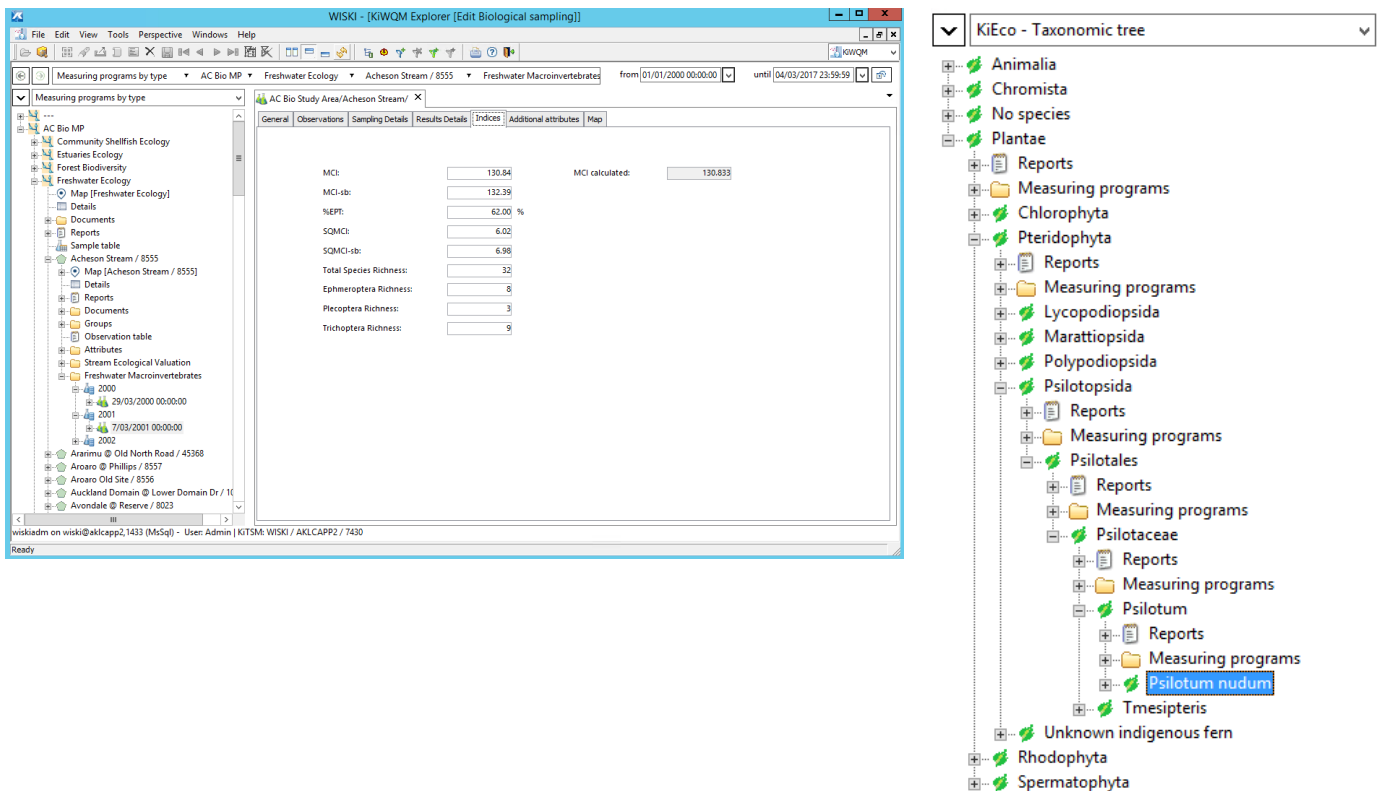 WISKI - [KiWQM Explorer [Edit Biological sampling]]
File Edit View Tools Perspective Windows Help
KiWQM
Measuring programs by type AC Bio MP Freshwater Ecology Acheson Stream / 8555 Freshwater Macroinvertebrates from 01/01/2000 00:00:00 until 04/03/2017 23:59:59
Measuring programs by type
---
AC Bio MP
Community Shellfish Ecology
Estuaries Ecology
Forest Biodiversity
Freshwater Ecology
Map [Freshwater Ecology]
Details
Documents
Reports
Sample table
Acheson Stream / 8555
Map [Acheson Stream / 8555]
Details
Reports
Documents
Groups
Observation table
Attributes
Stream Ecological Valuation
Freshwater Macroinvertebrates
2000
29/03/2000 00:00:00
2001
7/03/2001 00:00:00
2002
Ararimu @ Old North Road / 45368
Aroaro @ Phillips / 8557
Aroaro Old Site / 8556
Auckland Domain @ Lower Domain Dr / 10
Avondale @ Reserve / 8023
AC Bio Study Area/Acheson Stream/
General Observations Sampling Details Results Details Indices Additional attributes Map
MCI: 130.84 MCI calculated: 130.833
MCI-sb: 132.39
%EPT: 62.00 %
SQMCI: 6.02
SQMCI-sb: 6.98
Total Species Richness: 32
Ephmeroptera Richness: 8
Plecoptera Richness: 3
Trichoptera Richness: 9
wiskiadm on wiski@aklcapp2,1433 (MsSql) - User: Admin | KiTSM: WISKI / AKLCAPP2 / 7430
Ready
KiEco - Taxonomic tree
Animalia
Chromista
No species
Plantae
Reports
Measuring programs
Chlorophyta
Pteridophyta
Reports
Measuring programs
Lycopodiopsida
Marattiopsida
Polypodiopsida
Psilotopsida
Reports
Measuring programs
Psilotales
Reports
Measuring programs
Psilotaceae
Reports
Measuring programs
Psilotum
Reports
Measuring programs
Psilotum nudum
Tmesipteris
Unknown indigenous fern
Rhodophyta
Spermatophyta